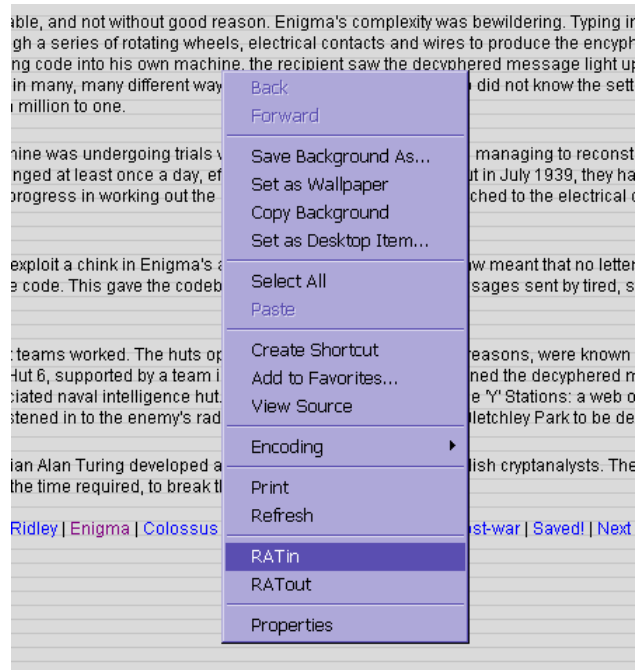 able, and not without good reason. Enigma's complexity was bewildering. Typing in
gh a series of rotating wheels, electrical contacts and wires to produce the encyph
ng code into his own machine, the recipient saw the decyphered message light up
in many, many different way did not know the sett
million to one.
hine was undergoing trials v managing to reconst
nged at least once a day, ef ut in July 1939, they ha
progress in working out the ched to the electrical c
exploit a chink in Enigma's a aw meant that no letter
e code. This gave the codeb sages sent by tired, s
t teams worked. The huts op reasons, were known
Hut 6, supported by a team i ned the decyphered m
ciated naval intelligence hut. e 'Y' Stations: a web o
stened in to the enemy's rad Bletchley Park to be de
ian Alan Turing developed a lish cryptanalysts. The
the time required, to break tl
Ridley | Enigma | Colossus ost-war | Saved! | Next
Back
Forward
Save Background As...
Set as Wallpaper
Copy Background
Set as Desktop Item...
Select All
Paste
Create Shortcut
Add to Favorites...
View Source
Encoding
Print
Refresh
RATin
RATout
Properties